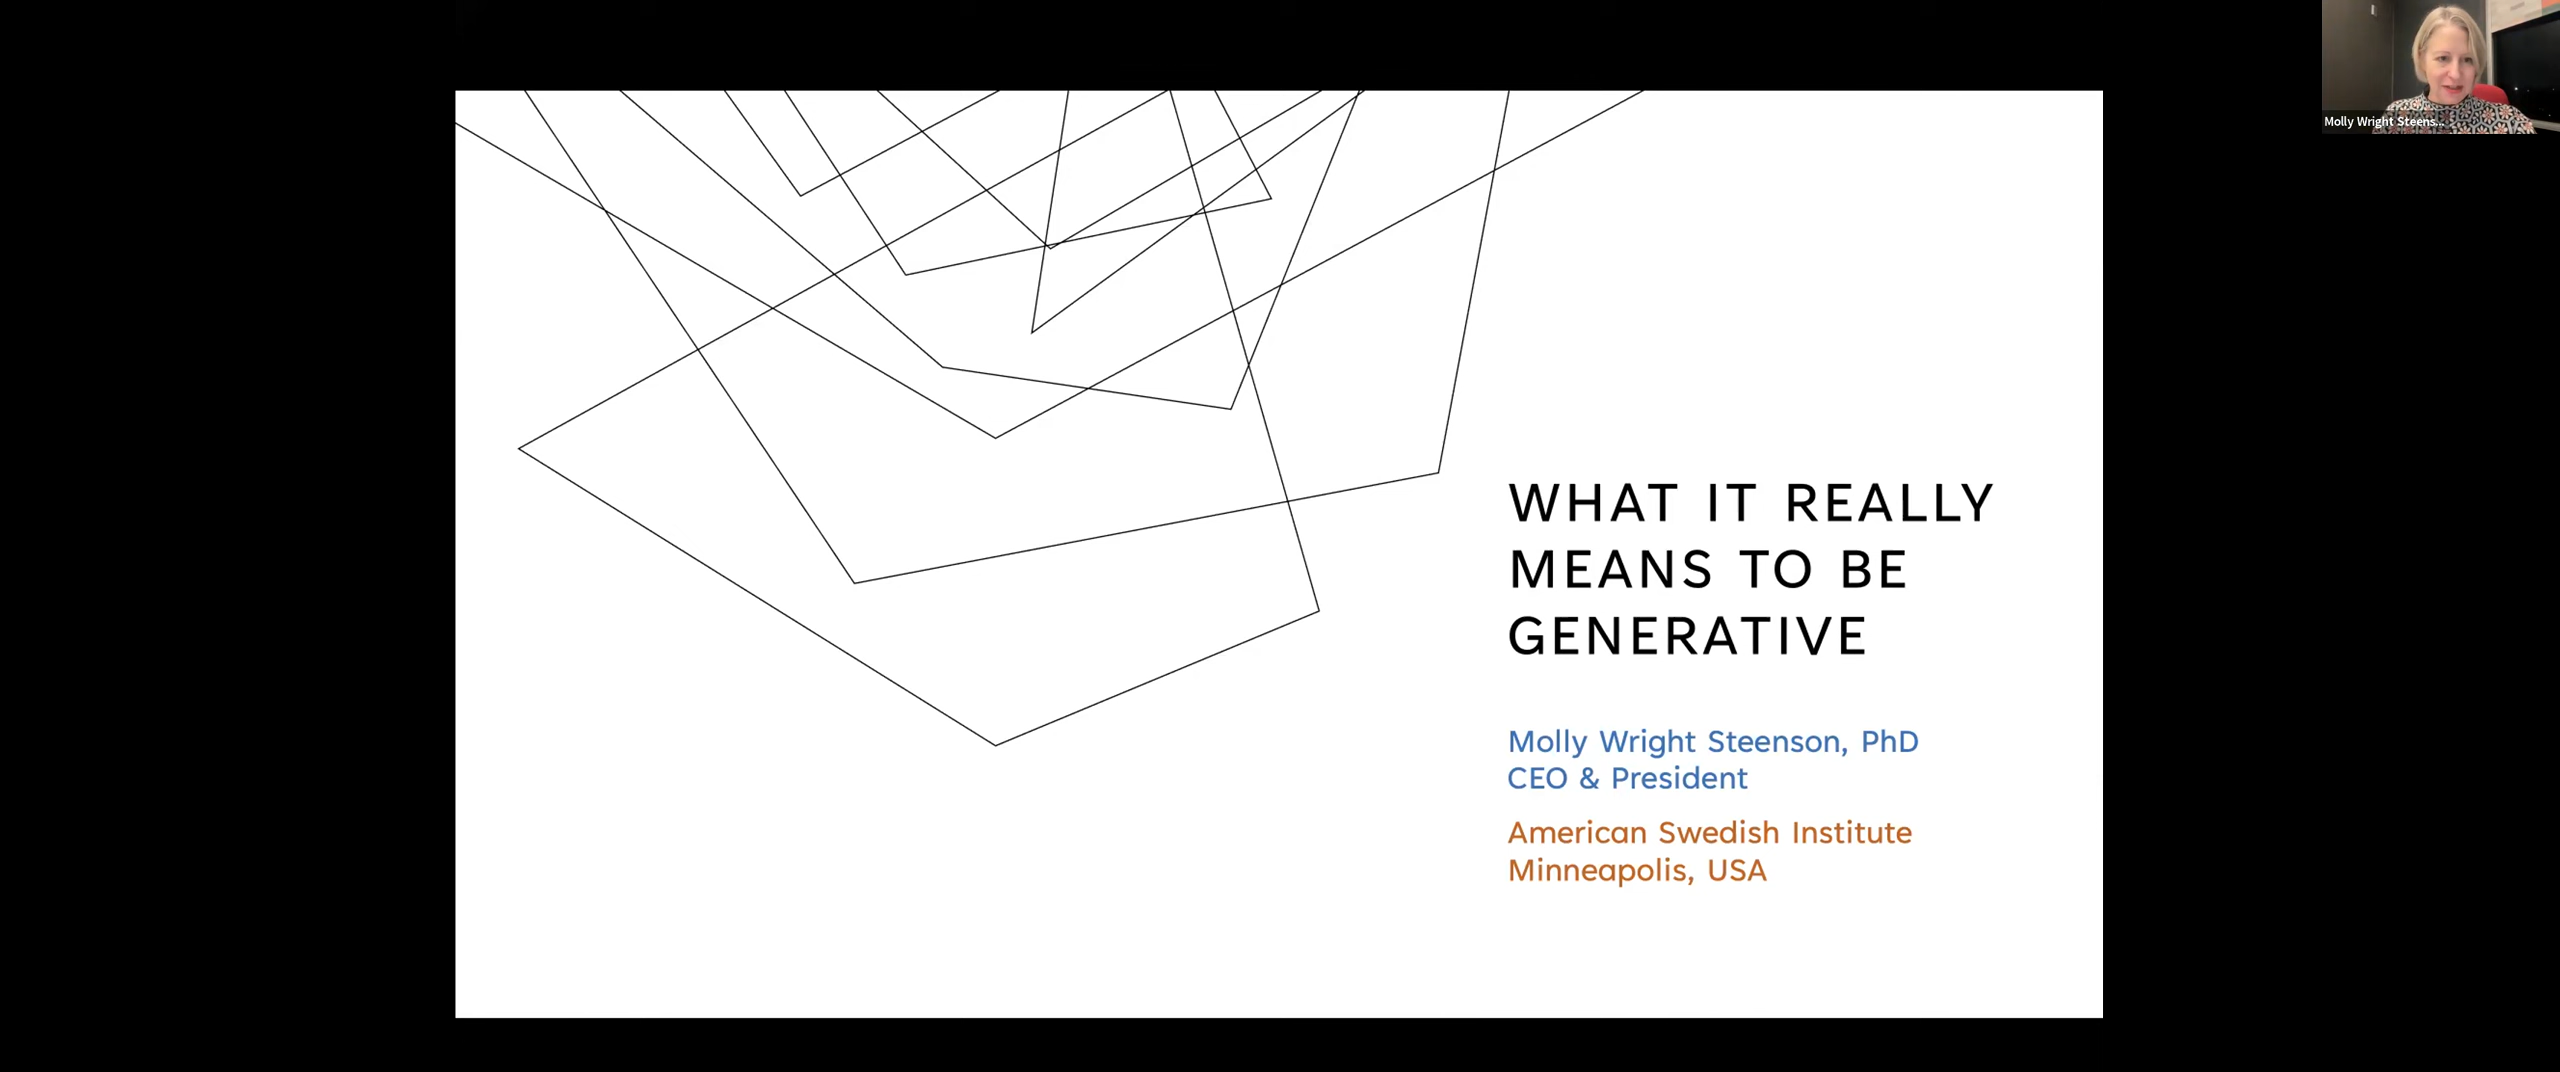 Molly Wright Steens...
WHAT IT REALLY
MEANS TO BE
GENERATIVE
Molly Wright Steenson, PhD
CEO & President
American Swedish Institute
Minneapolis, USA